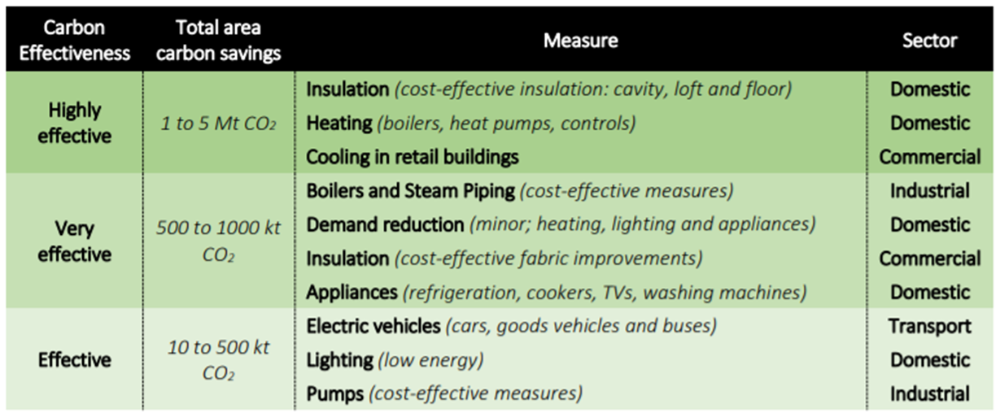 Carbon Effectiveness Total area carbon savings Measure Sector
Highly effective 1 to 5 Mt CO₂
Insulation (cost-effective insulation: cavity, loft and floor) Domestic
Heating (boilers, heat pumps, controls) Domestic
Cooling in retail buildings Commercial
Very effective 500 to 1000 kt CO₂
Boilers and Steam Piping (cost-effective measures) Industrial
Demand reduction (minor; heating, lighting and appliances) Domestic
Insulation (cost-effective fabric improvements) Commercial
Appliances (refrigeration, cookers, TVs, washing machines) Domestic
Effective 10 to 500 kt CO₂
Electric vehicles (cars, goods vehicles and buses) Transport
Lighting (low energy) Domestic
Pumps (cost-effective measures) Industrial